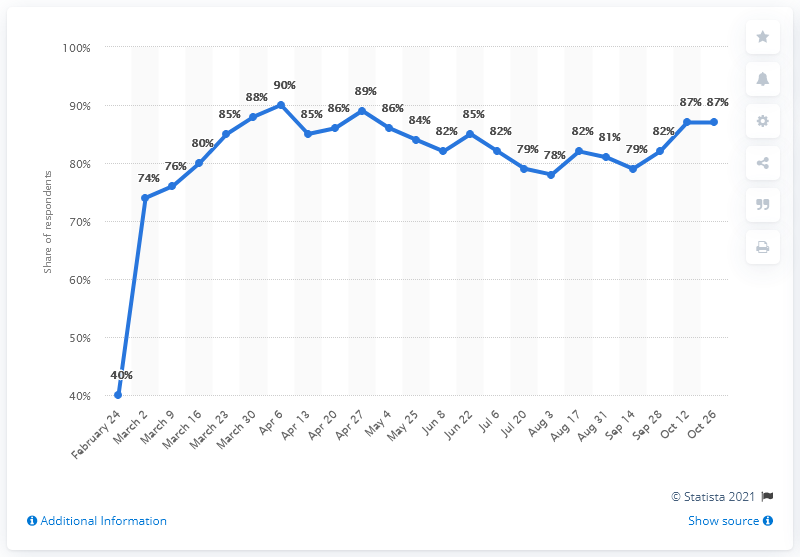 100%
90%
80%
70%
60%
50%
40%
Share of respondents
40%
74%
76%
80%
85%
88%
90%
85%
86%
89%
86%
84%
82%
85%
82%
79%
78%
82%
81%
79%
82%
87%
87%
February 24
March 2
March 9
March 16
March 23
March 30
Apr 6
Apr 13
Apr 20
Apr 27
May 4
May 25
Jun 8
Jun 22
Jul 6
Jul 20
Aug 3
Aug 17
Aug 31
Sep 14
Sep 28
Oct 12
Oct 26
© Statista 2021
Additional Information
Show source